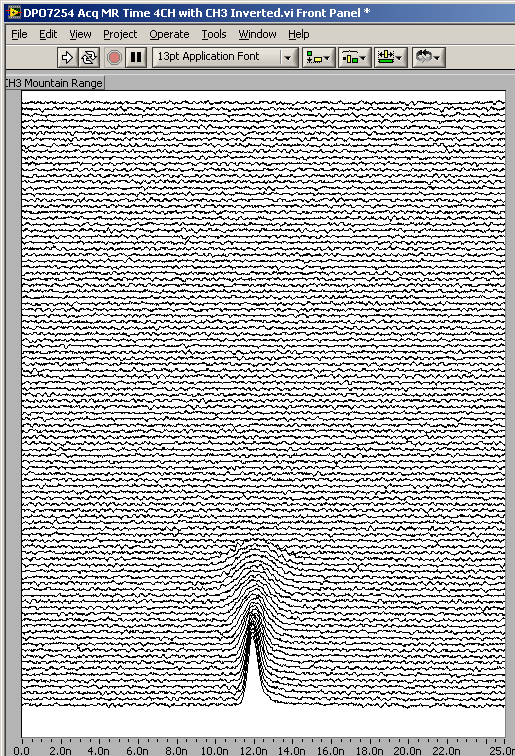 DPO7254 Acq MR Time 4CH with CH3 Inverted.vi Front Panel *
File Edit View Project Operate Tools Window Help
13pt Application Font
CH3 Mountain Range
0.0 2.0n 4.0n 6.0n 8.0n 10.0n 12.0n 14.0n 16.0n 18.0n 20.0n 22.0n 25.0n